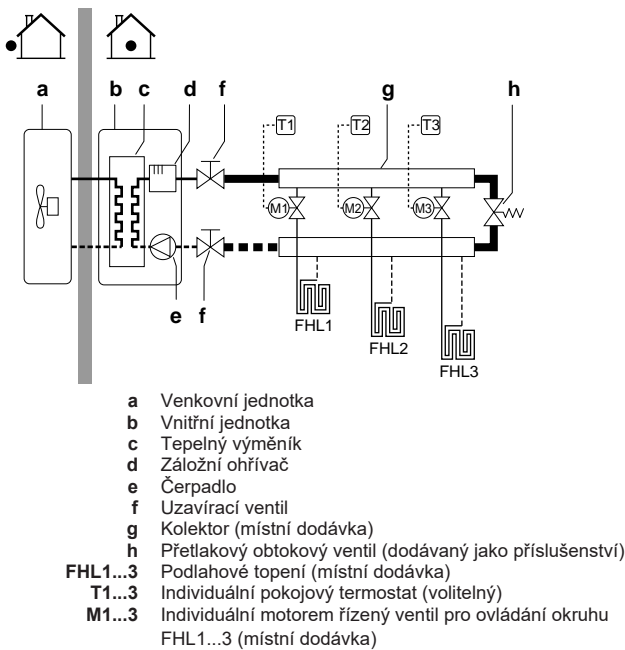 a b c d f g h
T1 T2 T3
M1 M2 M3
e f
FHL1
FHL2
FHL3
a Venkovní jednotka
b Vnitřní jednotka
c Tepelný výměník
d Záložní ohřívač
e Čerpadlo
f Uzavírací ventil
g Kolektor (místní dodávka)
h Přetlakový obtokový ventil (dodávaný jako příslušenství)
FHL1...3 Podlahové topení (místní dodávka)
T1...3 Individuální pokojový termostat (volitelný)
M1...3 Individuální motorem řízený ventil pro ovládání okruhu
FHL1...3 (místní dodávka)